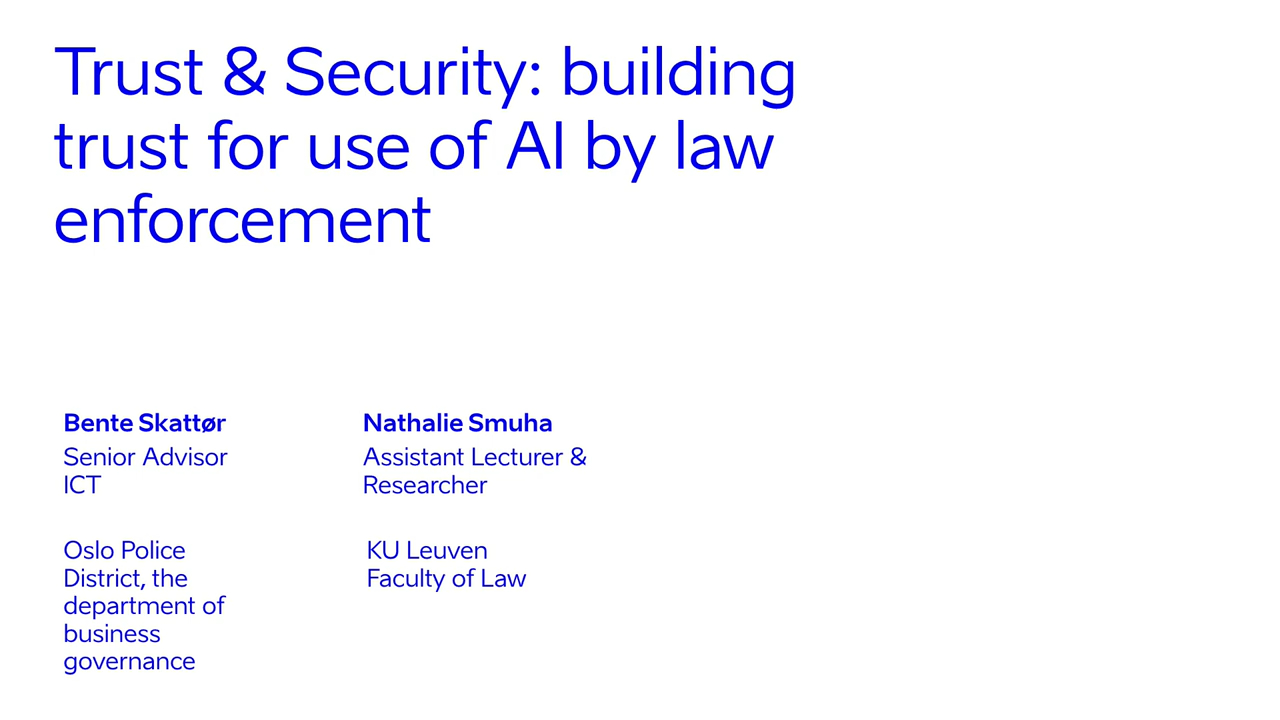 Trust & Security: building
trust for use of AI by law
enforcement
Bente Skattør
Senior Advisor
ICT
Oslo Police
District, the
department of
business
governance
Nathalie Smuha
Assistant Lecturer &
Researcher
KU Leuven
Faculty of Law